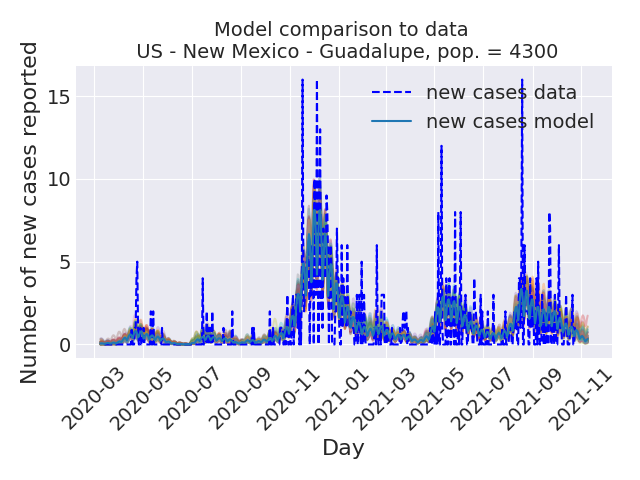 Model comparison to data
US - New Mexico - Guadalupe, pop. = 4300
Number of new cases reported
15
10
5
0
new cases data
new cases model
2020-03
2020-05
2020-07
2020-09
2020-11
2021-01
2021-03
2021-05
2021-07
2021-09
2021-11
Day